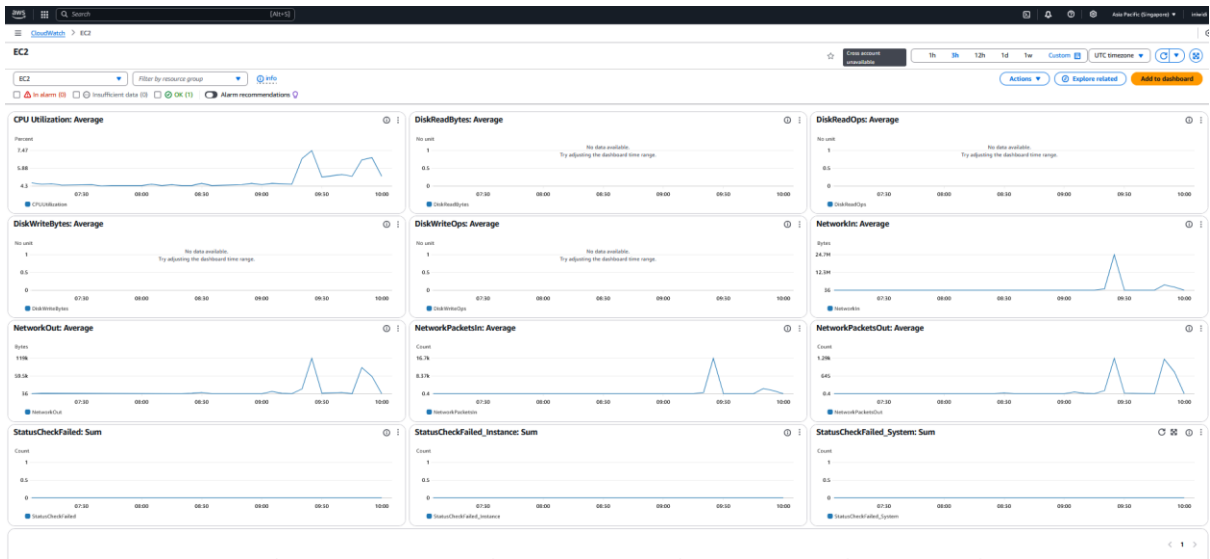 aws Search [Alt+S] Asia Pacific (Singapore)
CloudWatch > EC2
EC2 Cross account unavailable 1h 3h 12h 1d 1w Custom UTC timezone
EC2 Filter by resource group Info Actions Explore related Add to dashboard
In alarm (0) Insufficient data (0) OK (1) Alarm recommendations
CPU Utilization: Average
Percent
7.47
5.88
4.3
07:30 08:00 08:30 09:00 09:30 10:00
CPUUtilization
DiskReadBytes: Average
No unit
No data available.
Try adjusting the dashboard time range.
1
0.5
0
07:30 08:00 08:30 09:00 09:30 10:00
DiskReadBytes
DiskReadOps: Average
No unit
No data available.
Try adjusting the dashboard time range.
1
0.5
0
07:30 08:00 08:30 09:00 09:30 10:00
DiskReadOps
DiskWriteBytes: Average
No unit
No data available.
Try adjusting the dashboard time range.
1
0.5
0
07:30 08:00 08:30 09:00 09:30 10:00
DiskWriteBytes
DiskWriteOps: Average
No unit
No data available.
Try adjusting the dashboard time range.
1
0.5
0
07:30 08:00 08:30 09:00 09:30 10:00
DiskWriteOps
NetworkIn: Average
Bytes
24.7M
12.3M
36
07:30 08:00 08:30 09:00 09:30 10:00
NetworkIn
NetworkOut: Average
Bytes
119k
59.5k
16
07:30 08:00 08:30 09:00 09:30 10:00
NetworkOut
NetworkPacketsIn: Average
Count
16.7k
8.37k
0.4
07:30 08:00 08:30 09:00 09:30 10:00
NetworkPacketsIn
NetworkPacketsOut: Average
Count
1.29k
645
0.4
07:30 08:00 08:30 09:00 09:30 10:00
NetworkPacketsOut
StatusCheckFailed: Sum
Count
1
0.5
0
07:30 08:00 08:30 09:00 09:30 10:00
StatusCheckFailed
StatusCheckFailed_Instance: Sum
Count
1
0.5
0
07:30 08:00 08:30 09:00 09:30 10:00
StatusCheckFailed_Instance
StatusCheckFailed_System: Sum
Count
1
0.5
0
07:30 08:00 08:30 09:00 09:30 10:00
StatusCheckFailed_System
< 1 >